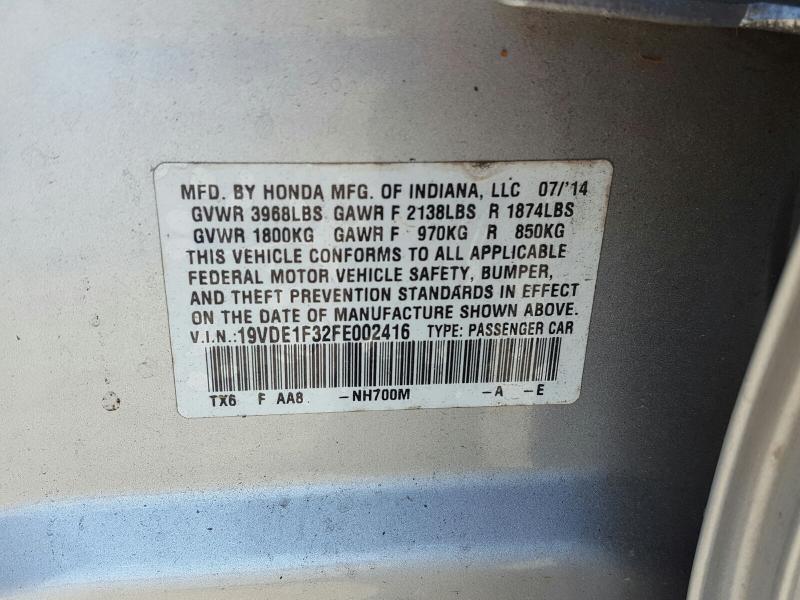 MFD. BY HONDA MFG. OF INDIANA, LLC 07/'14
GVWR 3968LBS GAWR F 2138LBS R 1874LBS
GVWR 1800KG GAWR F 970KG R 850KG
THIS VEHICLE CONFORMS TO ALL APPLICABLE
FEDERAL MOTOR VEHICLE SAFETY, BUMPER,
AND THEFT PREVENTION STANDARDS IN EFFECT
ON THE DATE OF MANUFACTURE SHOWN ABOVE.
V.I.N.:19VDE1F32FE002416 TYPE: PASSENGER CAR
TX6 F AA8 -NH700M -A -E